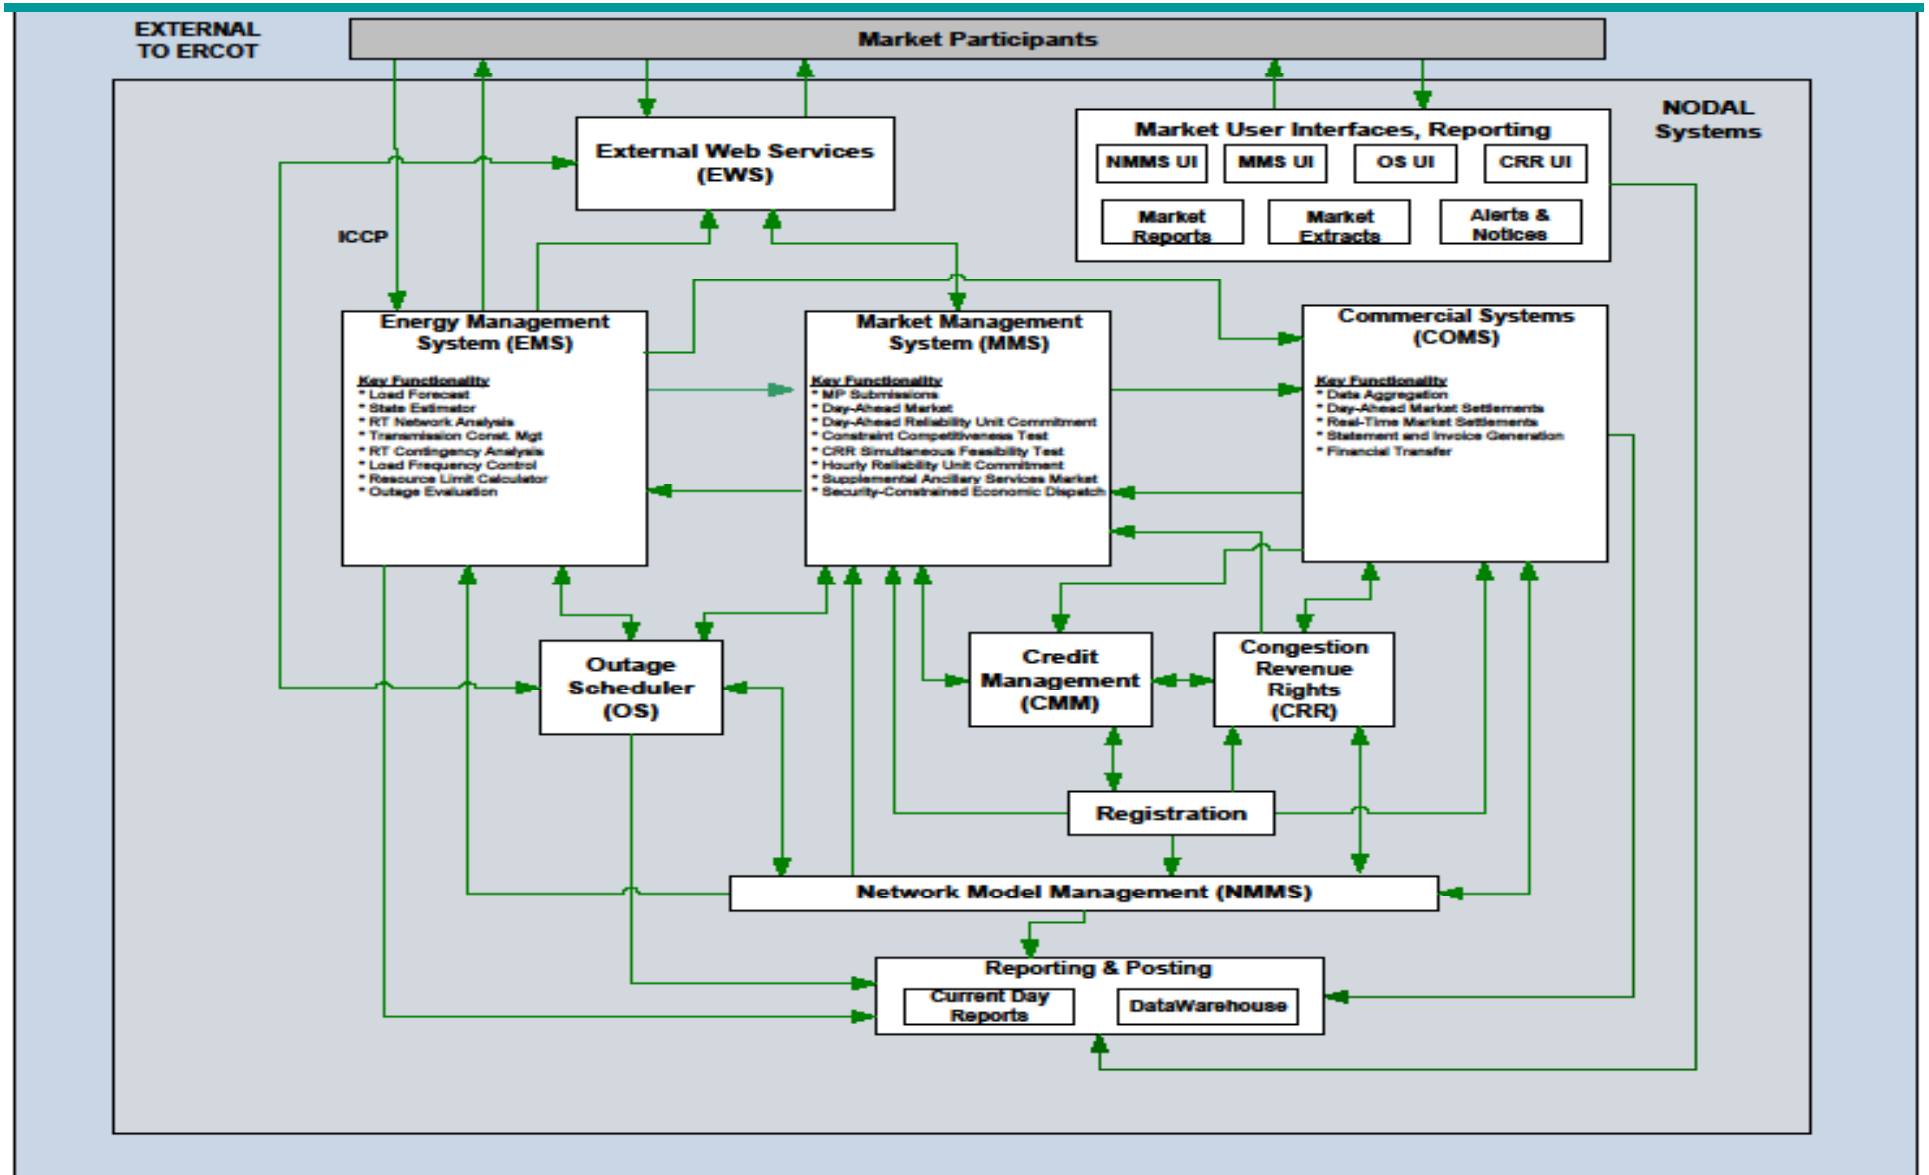 EXTERNAL
TO ERCOT
Market Participants
NODAL
Systems
External Web Services
(EWS)
Market User Interfaces, Reporting
NMMS UI
MMS UI
OS UI
CRR UI
Market
Reports
Market
Extracts
Alerts &
Notices
ICCP
Energy Management
System (EMS)
Key Functionality
* Load Forecast
* State Estimator
* RT Network Analysis
* Transmission Const. Mgt
* RT Contingency Analysis
* Load Frequency Control
* Resource Limit Calculator
* Outage Evaluation
Market Management
System (MMS)
Key Functionality
* MP Submissions
* Day-Ahead Market
* Day-Ahead Reliability Unit Commitment
* Constraint Competitiveness Test
* CRR Simultaneous Feasibility Test
* Hourly Reliability Unit Commitment
* Supplemental Ancillary Services Market
* Security-Constrained Economic Dispatch
Commercial Systems
(COMS)
Key Functionality
* Data Aggregation
* Day-Ahead Market Settlements
* Real-Time Market Settlements
* Statement and Invoice Generation
* Financial Transfer
Outage
Scheduler
(OS)
Credit
Management
(CMM)
Congestion
Revenue
Rights
(CRR)
Registration
Network Model Management (NMMS)
Reporting & Posting
Current Day
Reports
DataWarehouse